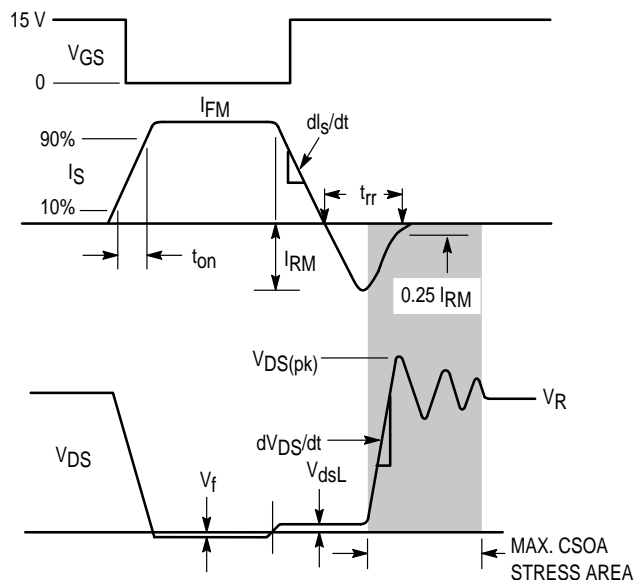 15 V
VGS
0
IFM
90%
dIs/dt
IS
trr
10%
ton
IRM
0.25 IRM
VDS(pk)
VR
dVDS/dt
VDS
Vf
VdsL
MAX. CSOA
STRESS AREA